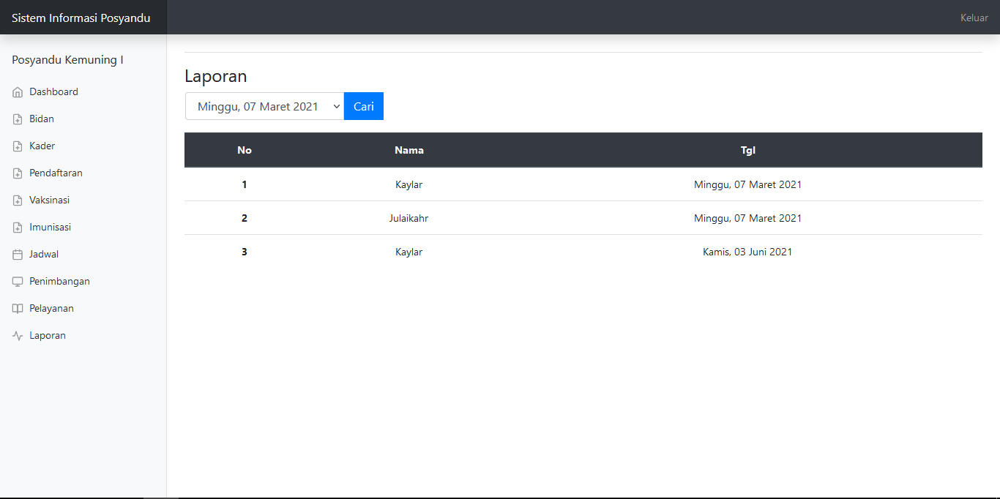 Sistem Informasi Posyandu
Keluar
Posyandu Kemuning I
Dashboard
Bidan
Kader
Pendaftaran
Vaksinasi
Imunisasi
Jadwal
Penimbangan
Pelayanan
Laporan
Laporan
Minggu, 07 Maret 2021
Cari
No Nama Tgl
1 Kaylar Minggu, 07 Maret 2021
2 Julaikahr Minggu, 07 Maret 2021
3 Kaylar Kamis, 03 Juni 2021